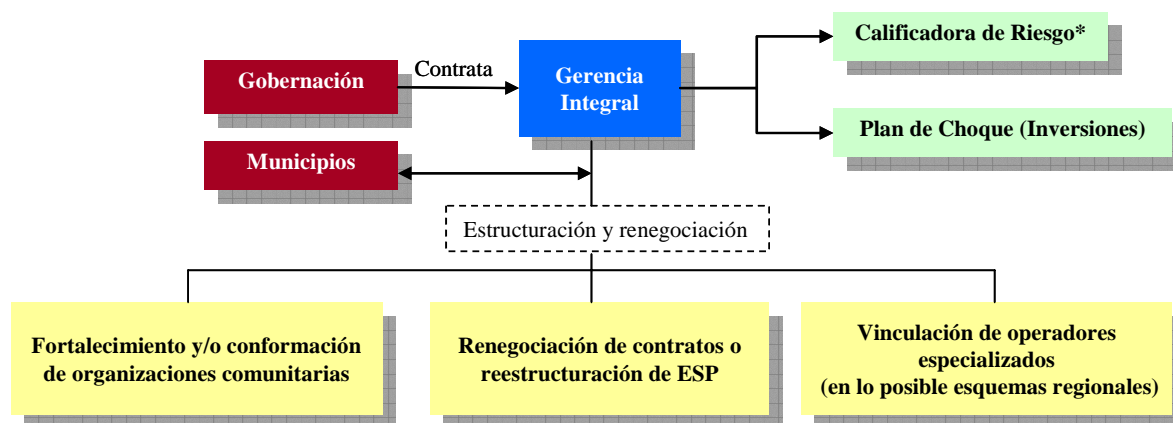 Calificadora de Riesgo*
Gobernación
Contrata
Gerencia
Integral
Plan de Choque (Inversiones)
Municipios
Estructuración y renegociación
Fortalecimiento y/o conformación
de organizaciones comunitarias
Renegociación de contratos o
reestructuración de ESP
Vinculación de operadores
especializados
(en lo posible esquemas regionales)